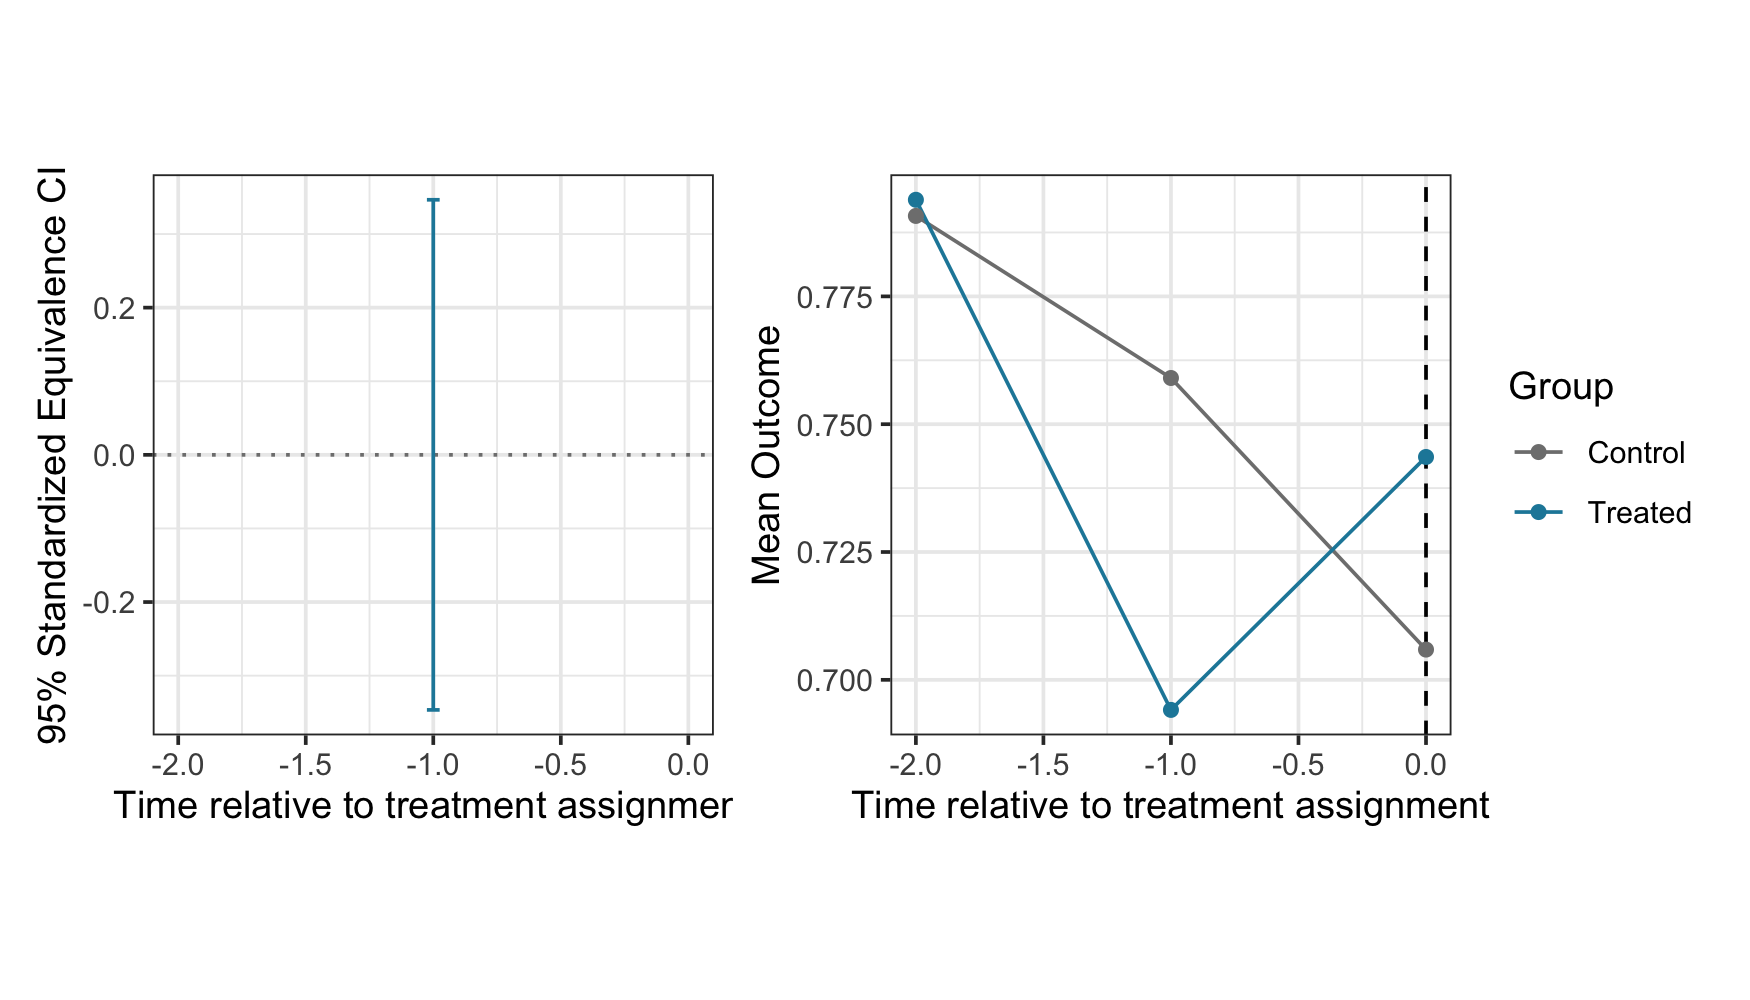 95% Standardized Equivalence CI
0.2
0.0
-0.2
-2.0 -1.5 -1.0 -0.5 0.0
Time relative to treatment assignmer
Mean Outcome
0.775
0.750
0.725
0.700
-2.0 -1.5 -1.0 -0.5 0.0
Time relative to treatment assignment
Group
Control
Treated